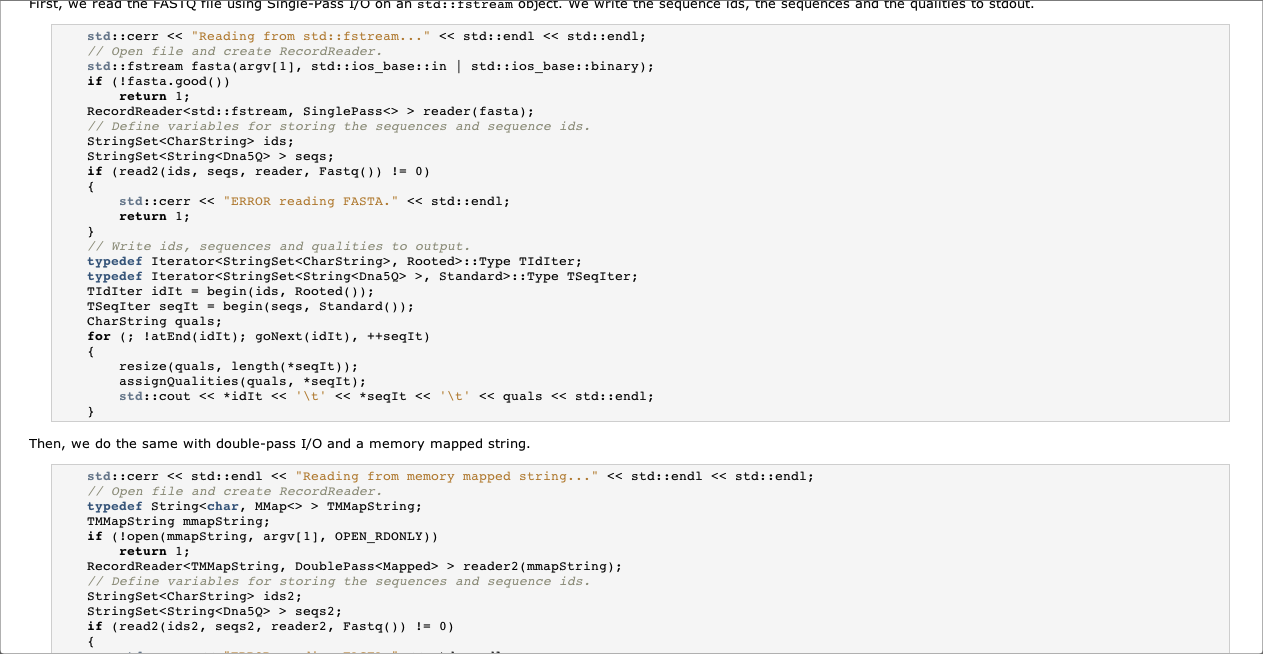 First, we read the FASTQ file using Single-Pass I/O on an std::fstream object. We write the sequence ids, the sequences and the qualities to stdout.
std::cerr << "Reading from std::fstream..." << std::endl << std::endl;
// Open file and create RecordReader.
std::fstream fasta(argv[1], std::ios_base::in | std::ios_base::binary);
if (!fasta.good())
    return 1;
RecordReader<std::fstream, SinglePass<> > reader(fasta);
// Define variables for storing the sequences and sequence ids.
StringSet<CharString> ids;
StringSet<String<Dna5Q> > seqs;
if (read2(ids, seqs, reader, Fastq()) != 0)
{
    std::cerr << "ERROR reading FASTA." << std::endl;
    return 1;
}
// Write ids, sequences and qualities to output.
typedef Iterator<StringSet<CharString>, Rooted>::Type TIdIter;
typedef Iterator<StringSet<String<Dna5Q> >, Standard>::Type TSeqIter;
TIdIter idIt = begin(ids, Rooted());
TSeqIter seqIt = begin(seqs, Standard());
CharString quals;
for (; !atEnd(idIt); goNext(idIt), ++seqIt)
{
    resize(quals, length(*seqIt));
    assignQualities(quals, *seqIt);
    std::cout << *idIt << '\t' << *seqIt << '\t' << quals << std::endl;
}
Then, we do the same with double-pass I/O and a memory mapped string.
std::cerr << std::endl << "Reading from memory mapped string..." << std::endl << std::endl;
// Open file and create RecordReader.
typedef String<char, MMap<> > TMMapString;
TMMapString mmapString;
if (!open(mmapString, argv[1], OPEN_RDONLY))
    return 1;
RecordReader<TMMapString, DoublePass<Mapped> > reader2(mmapString);
// Define variables for storing the sequences and sequence ids.
StringSet<CharString> ids2;
StringSet<String<Dna5Q> > seqs2;
if (read2(ids2, seqs2, reader2, Fastq()) != 0)
{